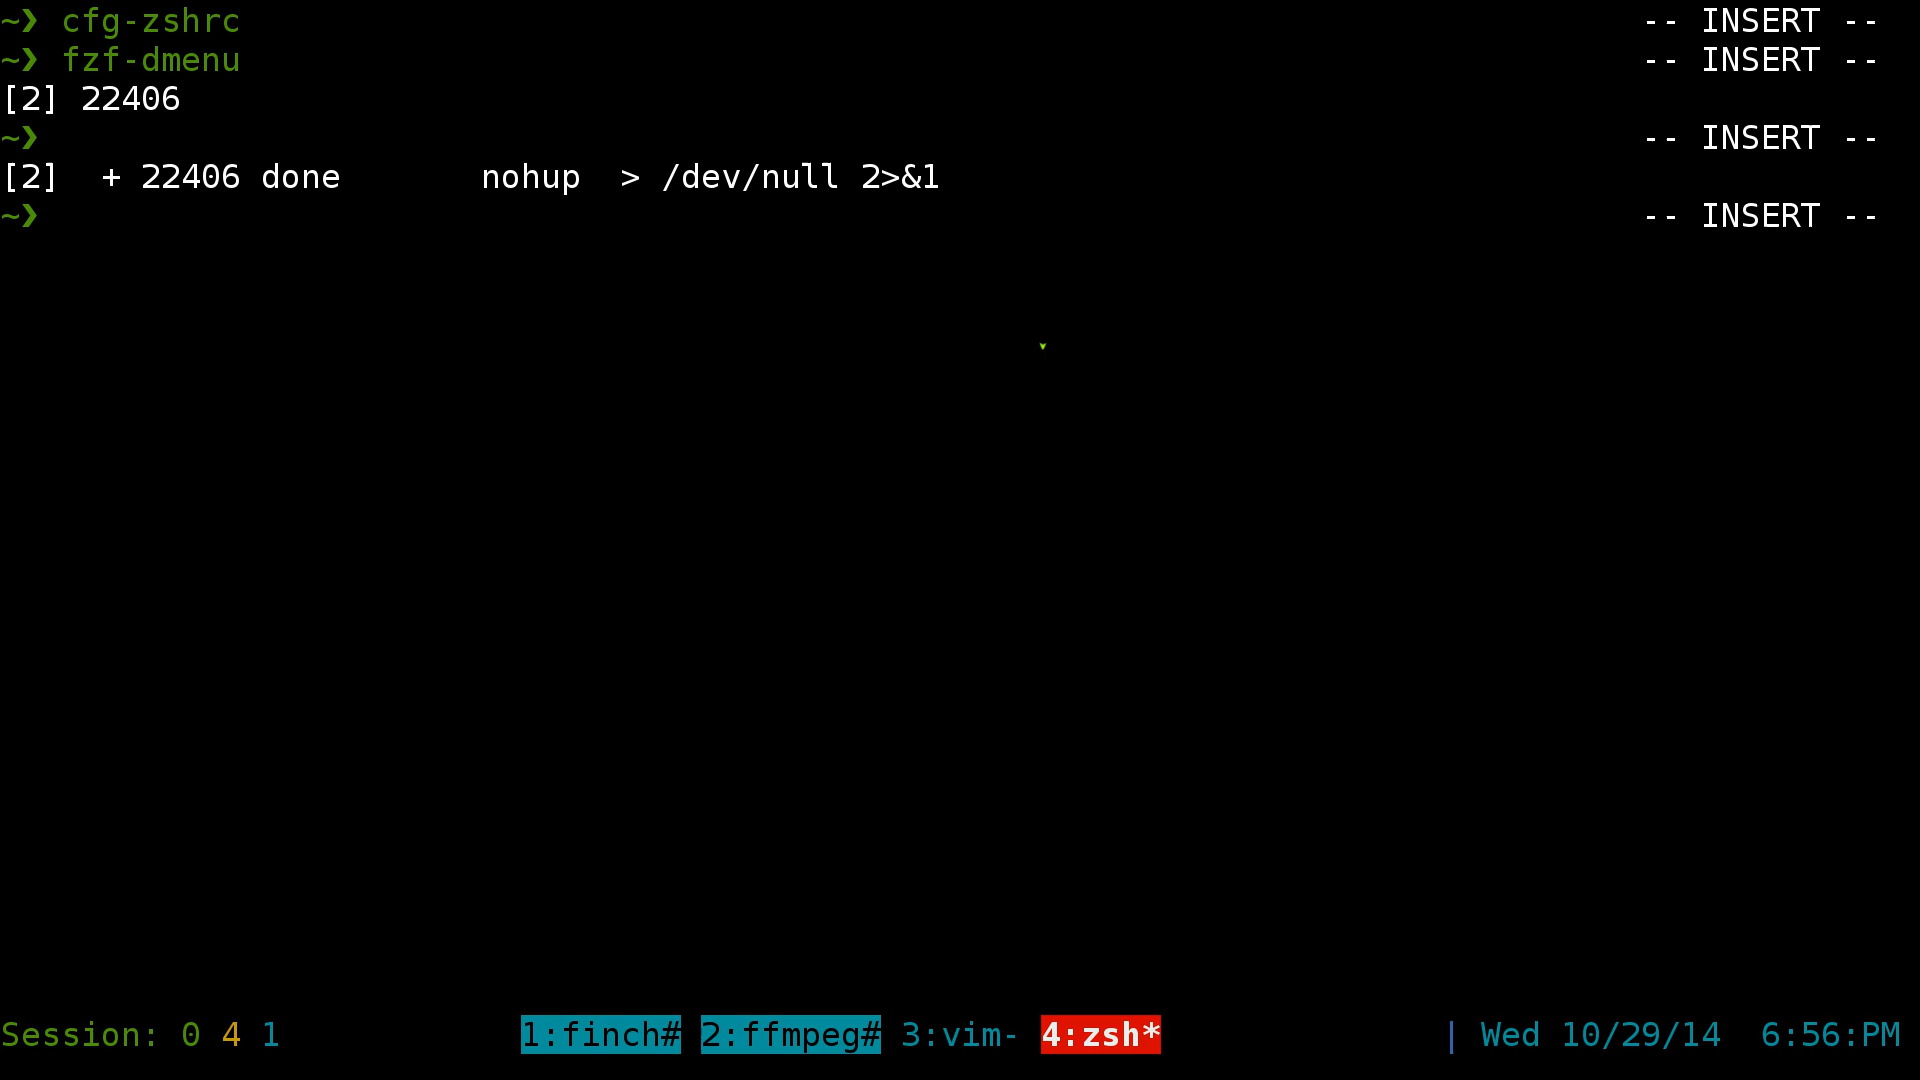 ~❯ cfg-zshrc -- INSERT --
~❯ fzf-dmenu -- INSERT --
[2] 22406
~❯ -- INSERT --
[2]  + 22406 done       nohup  > /dev/null 2>&1
~❯ -- INSERT --
Session: 0 4 1 1:finch# 2:ffmpeg# 3:vim- 4:zsh* | Wed 10/29/14  6:56:PM